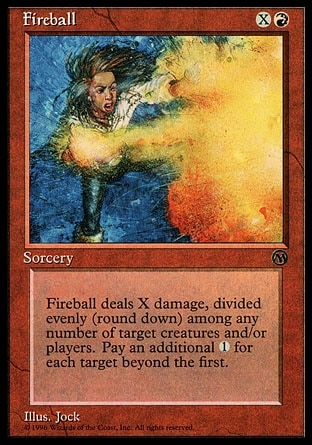 Fireball
X R
Sorcery
Fireball deals X damage, divided
evenly (round down) among any
number of target creatures and/or
players. Pay an additional 1 for
each target beyond the first.
Illus. Jock
© 1996 Wizards of the Coast, Inc. All rights reserved.